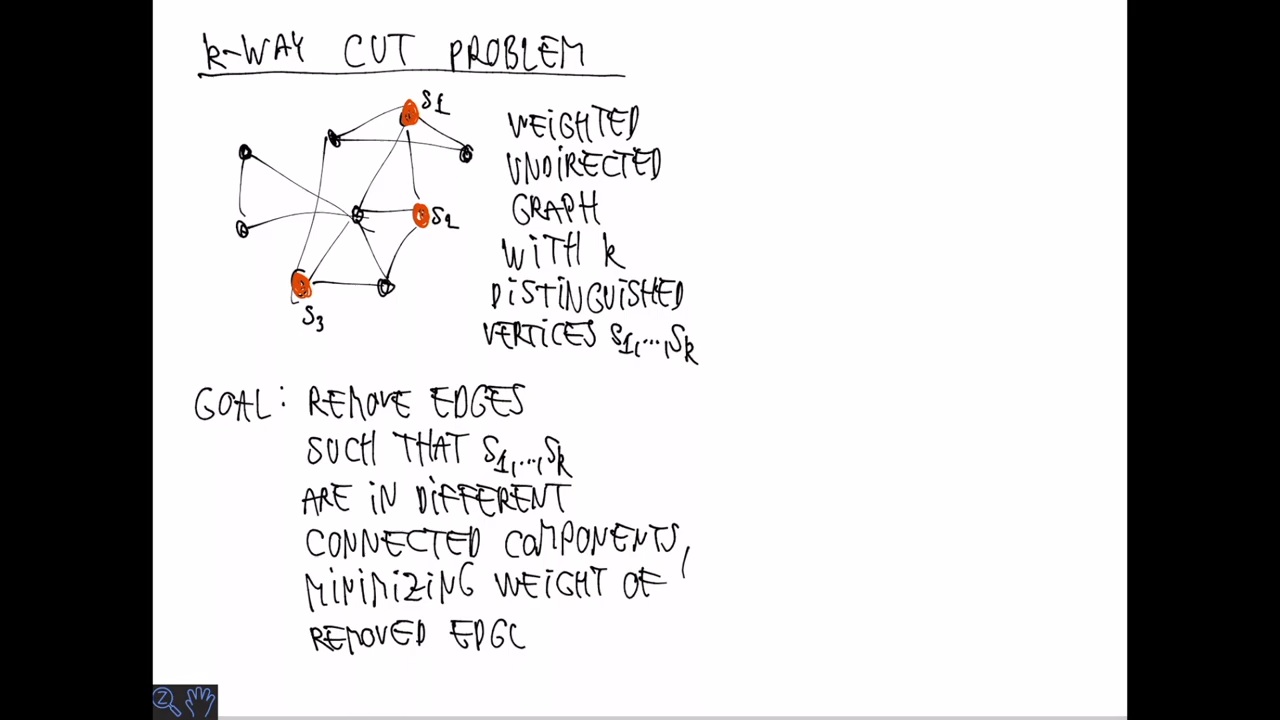 k-WAY CUT PROBLEM
S1
S2
S3
WEIGHTED
UNDIRECTED
GRAPH
WITH k
DISTINGUISHED
VERTICES S1,...,Sk
GOAL: REMOVE EDGES
SUCH THAT S1,...,Sk
ARE IN DIFFERENT
CONNECTED COMPONENTS,
MINIMIZING WEIGHT OF
REMOVED EDGC
Z